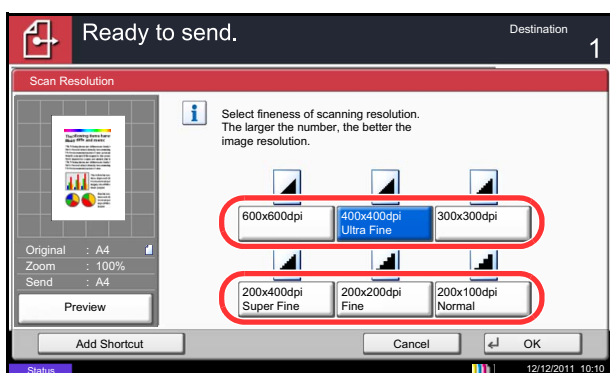 Ready to send.
Destination
1
Scan Resolution
Select fineness of scanning resolution.
The larger the number, the better the
image resolution.
600x600dpi
400x400dpi
Ultra Fine
300x300dpi
200x400dpi
Super Fine
200x200dpi
Fine
200x100dpi
Normal
Original : A4
Zoom : 100%
Send : A4
Preview
Add Shortcut
Cancel
OK
Status
12/12/2011 10:10